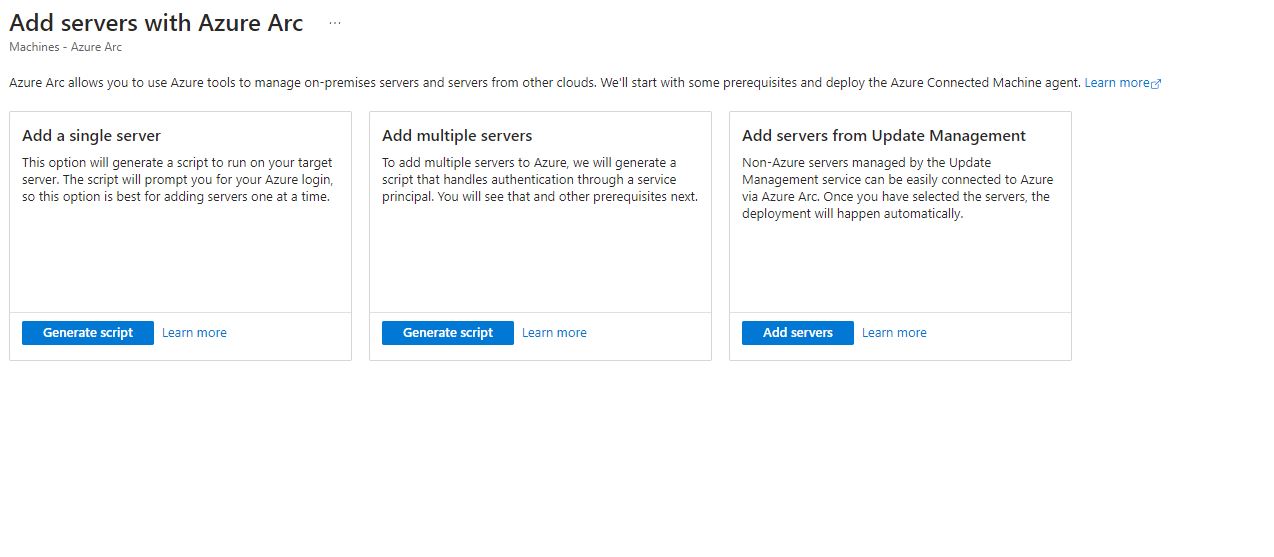 Add servers with Azure Arc ...
Machines - Azure Arc
Azure Arc allows you to use Azure tools to manage on-premises servers and servers from other clouds. We'll start with some prerequisites and deploy the Azure Connected Machine agent. Learn more
Add a single server
This option will generate a script to run on your target
server. The script will prompt you for your Azure login,
so this option is best for adding servers one at a time.
Generate script Learn more
Add multiple servers
To add multiple servers to Azure, we will generate a
script that handles authentication through a service
principal. You will see that and other prerequisites next.
Generate script Learn more
Add servers from Update Management
Non-Azure servers managed by the Update
Management service can be easily connected to Azure
via Azure Arc. Once you have selected the servers, the
deployment will happen automatically.
Add servers Learn more